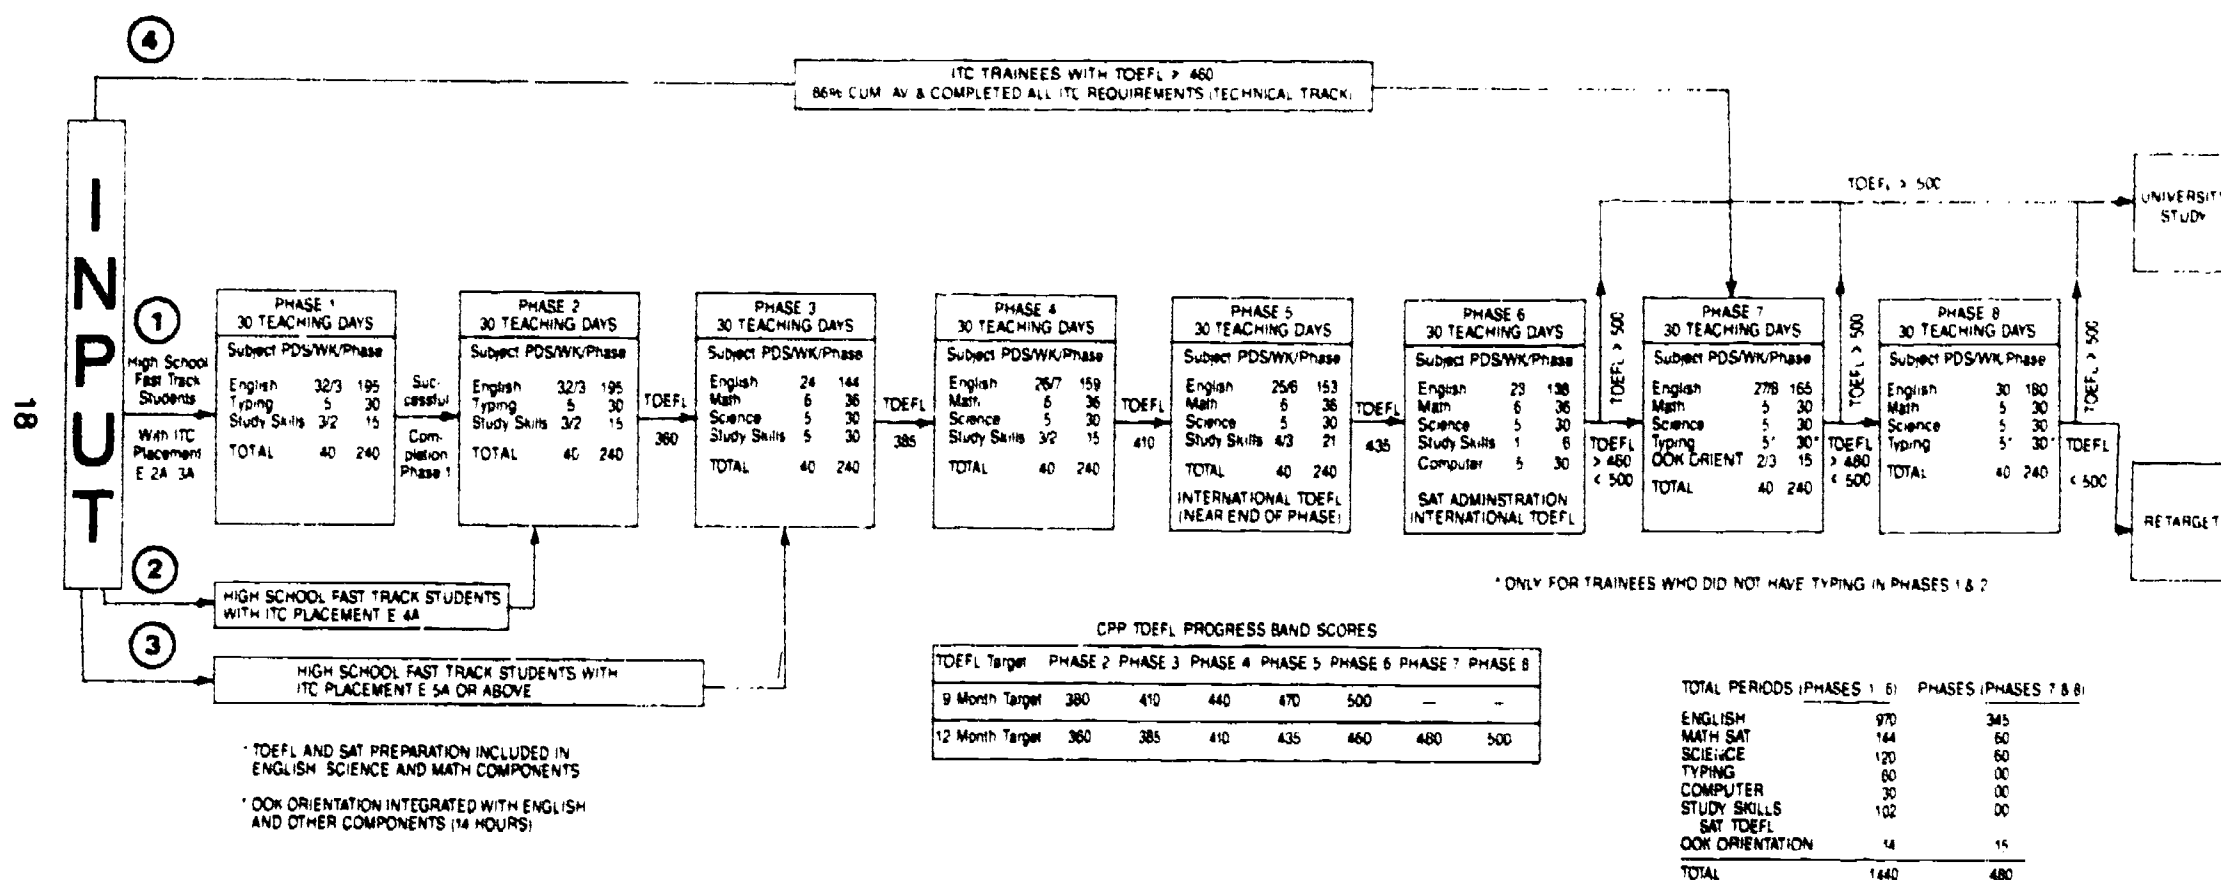 4
ITC TRAINEES WITH TOEFL > 460
86% CUM. AV. & COMPLETED ALL ITC REQUIREMENTS (TECHNICAL TRACK)
INPUT
18
TOEFL > 500
UNIVERSITY
STUDY
1
High School
Fast Track
Students
With ITC
Placement
E 2A 3A
PHASE 1
30 TEACHING DAYS
Subject PDS/WK/Phase
English 32/3 195
Typing 5 30
Study Skills 3/2 15
TOTAL 40 240
Suc-
cessful
Com-
pletion
Phase 1
PHASE 2
30 TEACHING DAYS
Subject PDS/WK/Phase
English 32/3 195
Typing 5 30
Study Skills 3/2 15
TOTAL 40 240
TOEFL
360
PHASE 3
30 TEACHING DAYS
Subject PDS/WK/Phase
English 24 144
Math 6 36
Science 5 30
Study Skills 5 30
TOTAL 40 240
TOEFL
385
PHASE 4
30 TEACHING DAYS
Subject PDS/WK/Phase
English 26/7 159
Math 6 36
Science 5 30
Study Skills 3/2 15
TOTAL 40 240
TOEFL
410
PHASE 5
30 TEACHING DAYS
Subject PDS/WK/Phase
English 25/6 153
Math 6 36
Science 5 30
Study Skills 4/3 21
TOTAL 40 240
INTERNATIONAL TOEFL
(NEAR END OF PHASE)
TOEFL
435
PHASE 6
30 TEACHING DAYS
Subject PDS/WK/Phase
English 23 138
Math 6 36
Science 5 30
Study Skills 1 6
Computer 5 30
SAT ADMINSTRATION
INTERNATIONAL TOEFL
TOEFL > 500
TOEFL
> 460
< 500
PHASE 7
30 TEACHING DAYS
Subject PDS/WK/Phase
English 27/8 165
Math 5 30
Science 5 30
Typing 5* 30*
OOK ORIENT 2/3 15
TOTAL 40 240
TOEFL > 500
TOEFL
> 480
< 500
PHASE 8
30 TEACHING DAYS
Subject PDS/WK Phase
English 30 180
Math 5 30
Science 5 30
Typing 5* 30*
TOTAL 40 240
TOEFL > 500
TOEFL
< 500
RETARGET
2
HIGH SCHOOL FAST TRACK STUDENTS
WITH ITC PLACEMENT E 4A
3
HIGH SCHOOL FAST TRACK STUDENTS WITH
ITC PLACEMENT E 5A OR ABOVE
* ONLY FOR TRAINEES WHO DID NOT HAVE TYPING IN PHASES 1 & 2
CPP TOEFL PROGRESS BAND SCORES
TOEFL Target PHASE 2 PHASE 3 PHASE 4 PHASE 5 PHASE 6 PHASE 7 PHASE 8
9 Month Target 380 410 440 470 500 — –
12 Month Target 360 385 410 435 460 480 500
* TOEFL AND SAT PREPARATION INCLUDED IN
ENGLISH SCIENCE AND MATH COMPONENTS
* OOK ORIENTATION INTEGRATED WITH ENGLISH
AND OTHER COMPONENTS (14 HOURS)
TOTAL PERIODS (PHASES 1 6) PHASES (PHASES 7 & 8)
ENGLISH 970 345
MATH SAT 144 60
SCIENCE 120 60
TYPING 60 00
COMPUTER 30 00
STUDY SKILLS 102 00
SAT TOEFL
OOK ORIENTATION 14 15
TOTAL 1440 480